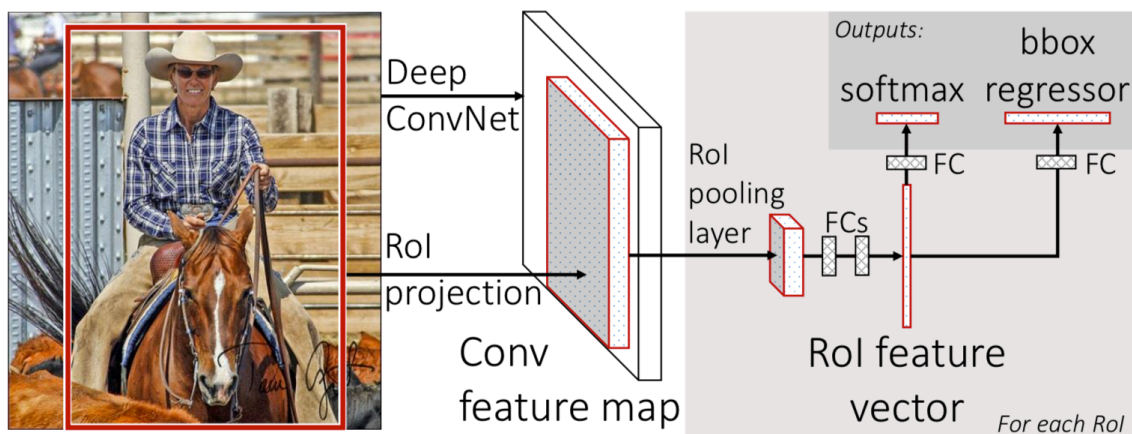 Deep
ConvNet
RoI
projection
Conv
feature map
RoI
pooling
layer
FCs
Outputs:
softmax
bbox
regressor
FC
FC
RoI feature
vector
For each RoI